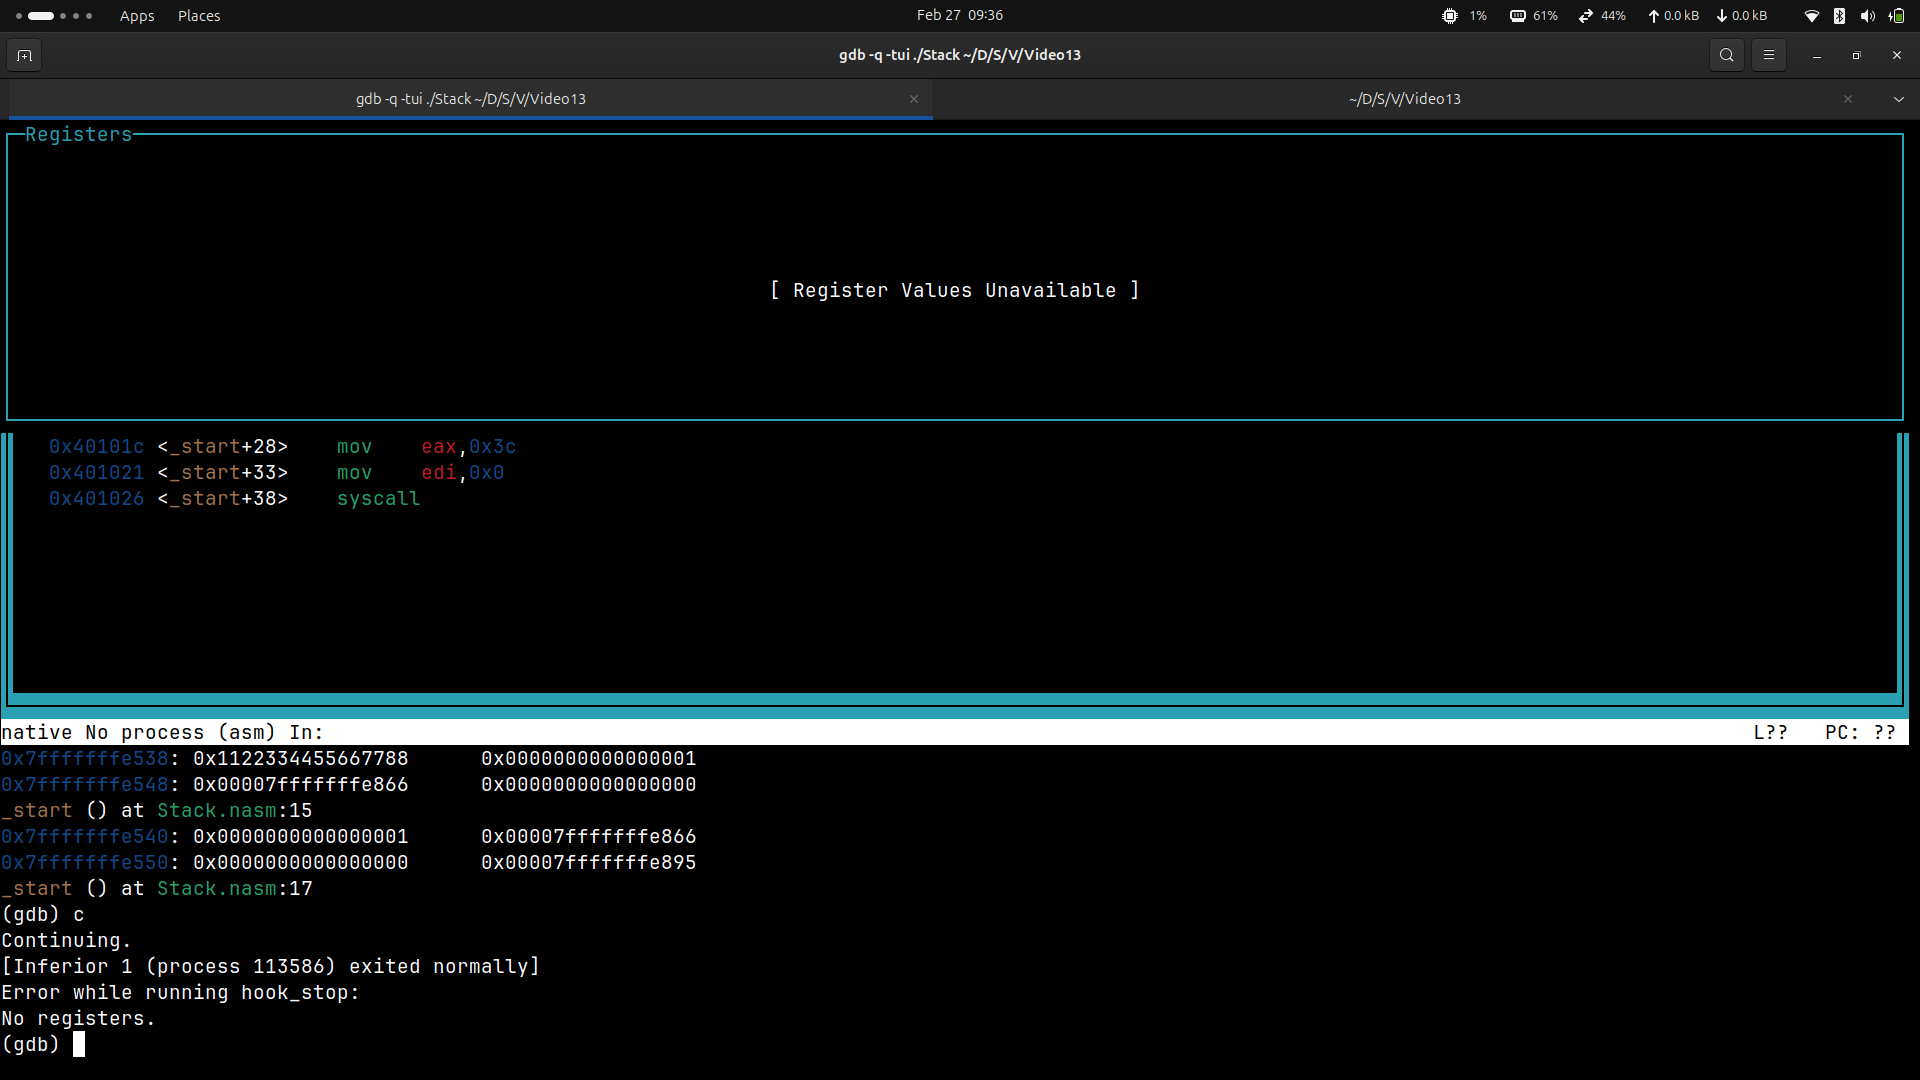 Apps Places Feb 27 09:36 1% 61% 44% 0.0 kB 0.0 kB
gdb -q -tui ./Stack ~/D/S/V/Video13
gdb -q -tui ./Stack ~/D/S/V/Video13 ~/D/S/V/Video13
Registers
[ Register Values Unavailable ]
0x40101c <_start+28> mov eax,0x3c
0x401021 <_start+33> mov edi,0x0
0x401026 <_start+38> syscall
native No process (asm) In: L?? PC: ??
0x7fffffffe538: 0x1122334455667788 0x0000000000000001
0x7fffffffe548: 0x00007fffffffe866 0x0000000000000000
_start () at Stack.nasm:15
0x7fffffffe540: 0x0000000000000001 0x00007fffffffe866
0x7fffffffe550: 0x0000000000000000 0x00007fffffffe895
_start () at Stack.nasm:17
(gdb) c
Continuing.
[Inferior 1 (process 113586) exited normally]
Error while running hook_stop:
No registers.
(gdb)